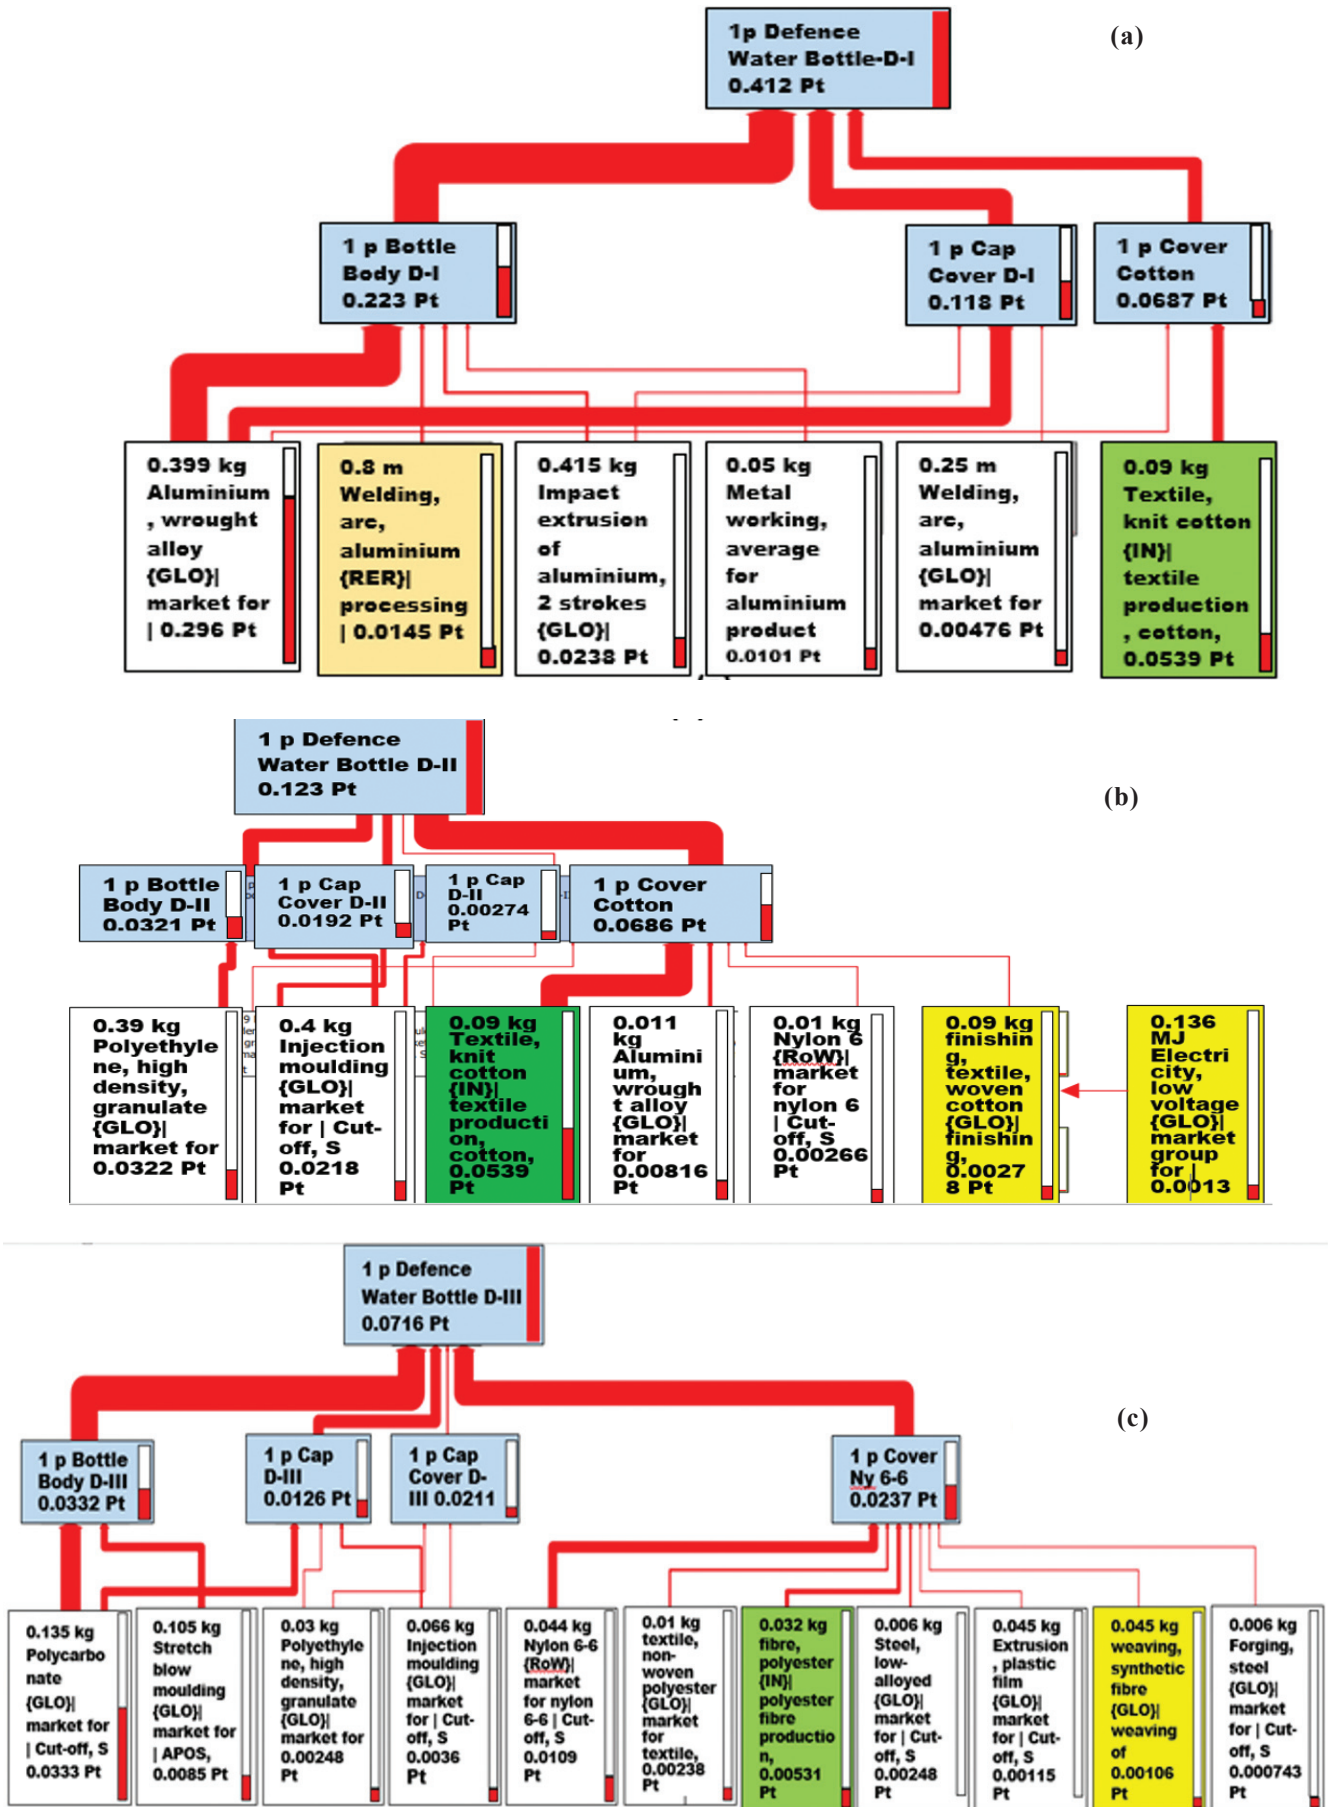 (a)
1p Defence
Water Bottle-D-I
0.412 Pt
1 p Bottle
Body D-I
0.223 Pt
1 p Cap
Cover D-I
0.118 Pt
1 p Cover
Cotton
0.0687 Pt
0.399 kg
Aluminium
, wrought
alloy
{GLO}|
market for
| 0.296 Pt
0.8 m
Welding,
arc,
aluminium
{RER}|
processing
| 0.0145 Pt
0.415 kg
Impact
extrusion
of
aluminium,
2 strokes
{GLO}|
0.0238 Pt
0.05 kg
Metal
working,
average
for
aluminium
product
0.0101 Pt
0.25 m
Welding,
arc,
aluminium
{GLO}|
market for
0.00476 Pt
0.09 kg
Textile,
knit cotton
{IN}|
textile
production
, cotton,
0.0539 Pt
(b)
1 p Defence
Water Bottle D-II
0.123 Pt
1 p Bottle
Body D-II
0.0321 Pt
1 p Cap
Cover D-II
0.0192 Pt
1 p Cap
D-II
0.00274
Pt
1 p Cover
Cotton
0.0686 Pt
0.39 kg
Polyethyle
ne, high
density,
granulate
{GLO}|
market for
0.0322 Pt
0.4 kg
Injection
moulding
{GLO}|
market
for | Cut-
off, S
0.0218
Pt
0.09 kg
Textile,
knit
cotton
{IN}|
textile
producti
on,
cotton,
0.0539
Pt
0.011
kg
Alumini
um,
wrough
t alloy
{GLO}|
market
for
0.00816
Pt
0.01 kg
Nylon 6
{RoW}|
market
for
nylon 6
| Cut-
off, S
0.00266
Pt
0.09 kg
finishin
g,
textile,
woven
cotton
{GLO}|
finishin
g,
0.0027
8 Pt
0.136
MJ
Electri
city,
low
voltage
{GLO}|
market
group
for |
0.0013
(c)
1 p Defence
Water Bottle D-III
0.0716 Pt
1 p Bottle
Body D-III
0.0332 Pt
1 p Cap
D-III
0.0126 Pt
1 p Cap
Cover D-
III 0.0211
1 p Cover
Ny 6-6
0.0237 Pt
0.135 kg
Polycarbo
nate
{GLO}|
market for
| Cut-off, S
0.0333 Pt
0.105 kg
Stretch
blow
moulding
{GLO}|
market for
| APOS,
0.0085 Pt
0.03 kg
Polyethyle
ne, high
density,
granulate
{GLO}|
market for
0.00248
Pt
0.066 kg
Injection
moulding
{GLO}|
market
for | Cut-
off, S
0.0036
Pt
0.044 kg
Nylon 6-6
{RoW}|
market
for nylon
6-6 | Cut-
off, S
0.0109
Pt
0.01 kg
textile,
non-
woven
polyester
{GLO}|
market
for
textile,
0.00238
Pt
0.032 kg
fibre,
polyester
{IN}|
polyester
fibre
productio
n,
0.00531
Pt
0.006 kg
Steel,
low-
alloyed
{GLO}|
market
for | Cut-
off, S
0.00248
Pt
0.045 kg
Extrusion
, plastic
film
{GLO}|
market
for | Cut-
off, S
0.00115
Pt
0.045 kg
weaving,
synthetic
fibre
{GLO}|
weaving
of
0.00106
Pt
0.006 kg
Forging,
steel
{GLO}|
market
for | Cut-
off, S
0.000743
Pt